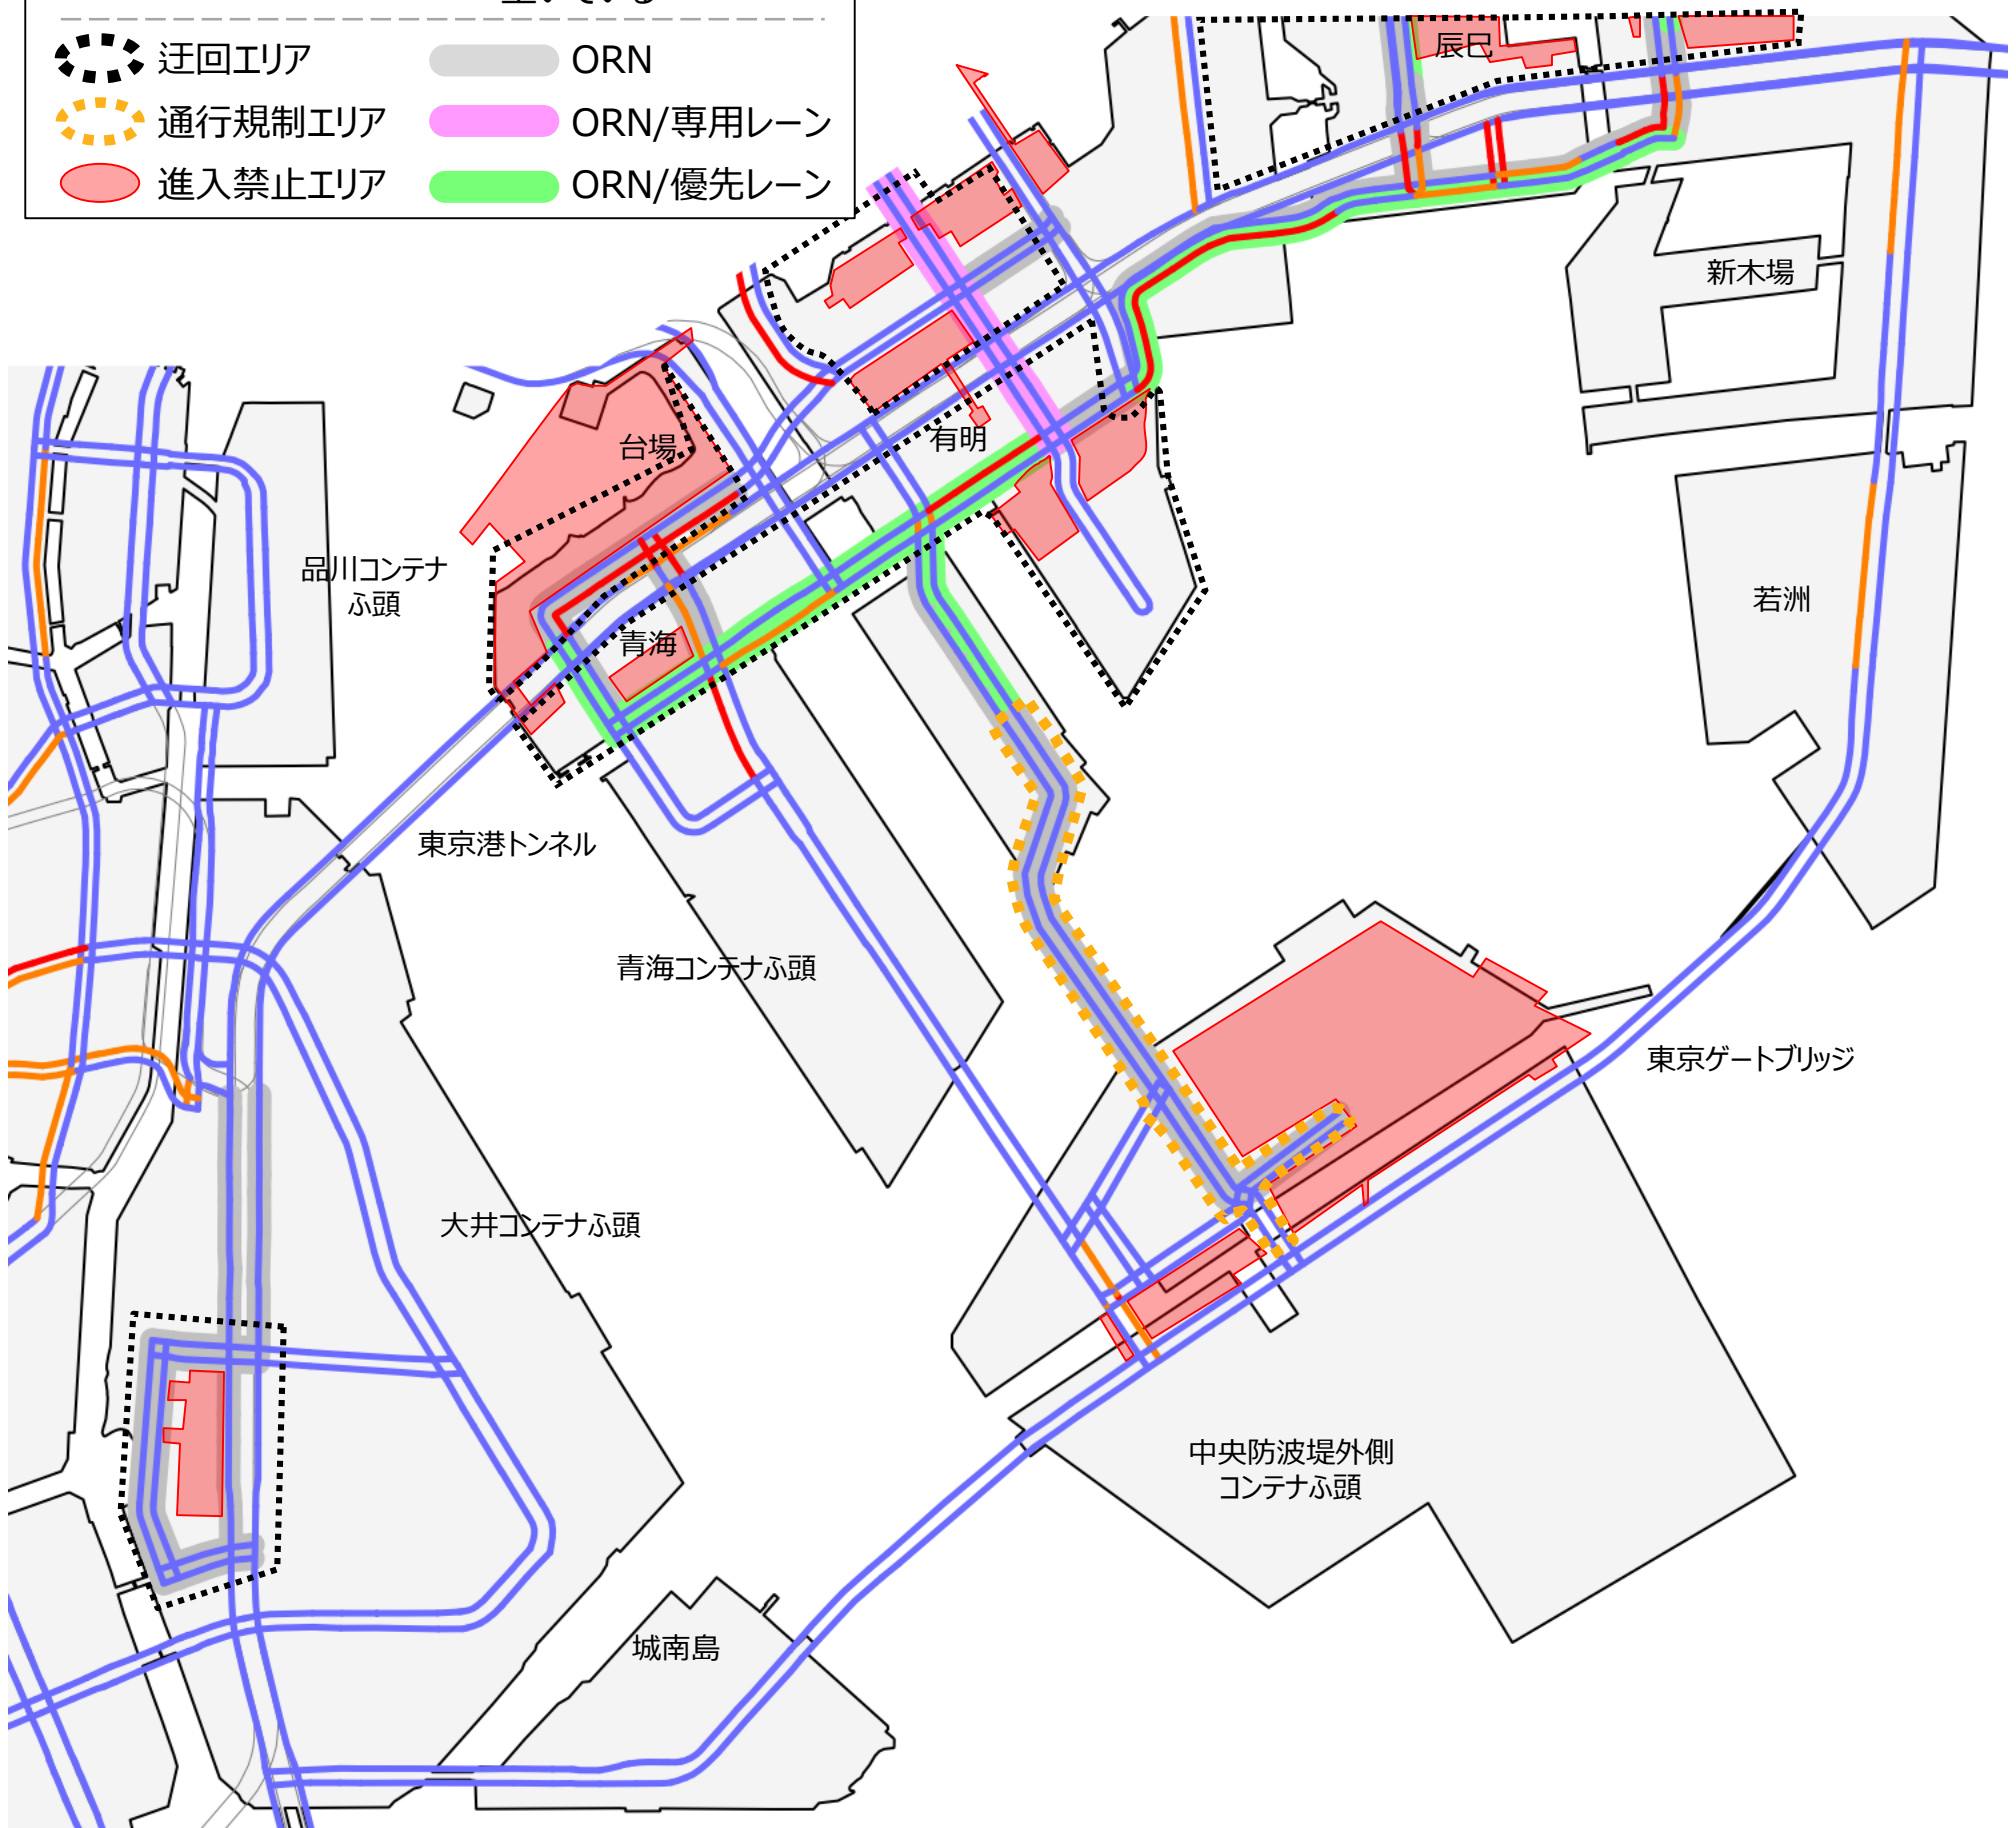 空いている
迂回エリア
ORN
通行規制エリア
ORN/専用レーン
進入禁止エリア
ORN/優先レーン
辰巳
新木場
有明
台場
品川コンテナ
ふ頭
若洲
青海
東京港トンネル
青海コンテナふ頭
東京ゲートブリッジ
大井コンテナふ頭
中央防波堤外側
コンテナふ頭
城南島